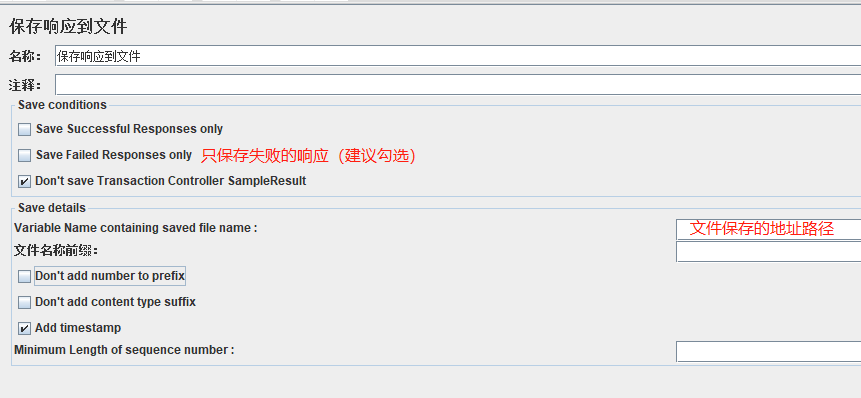 保存响应到文件
名称： 保存响应到文件
注释：
Save conditions
Save Successful Responses only
Save Failed Responses only 只保存失败的响应（建议勾选）
Don't save Transaction Controller SampleResult
Save details
Variable Name containing saved file name : 文件保存的地址路径
文件名称前缀：
Don't add number to prefix
Don't add content type suffix
Add timestamp
Minimum Length of sequence number :